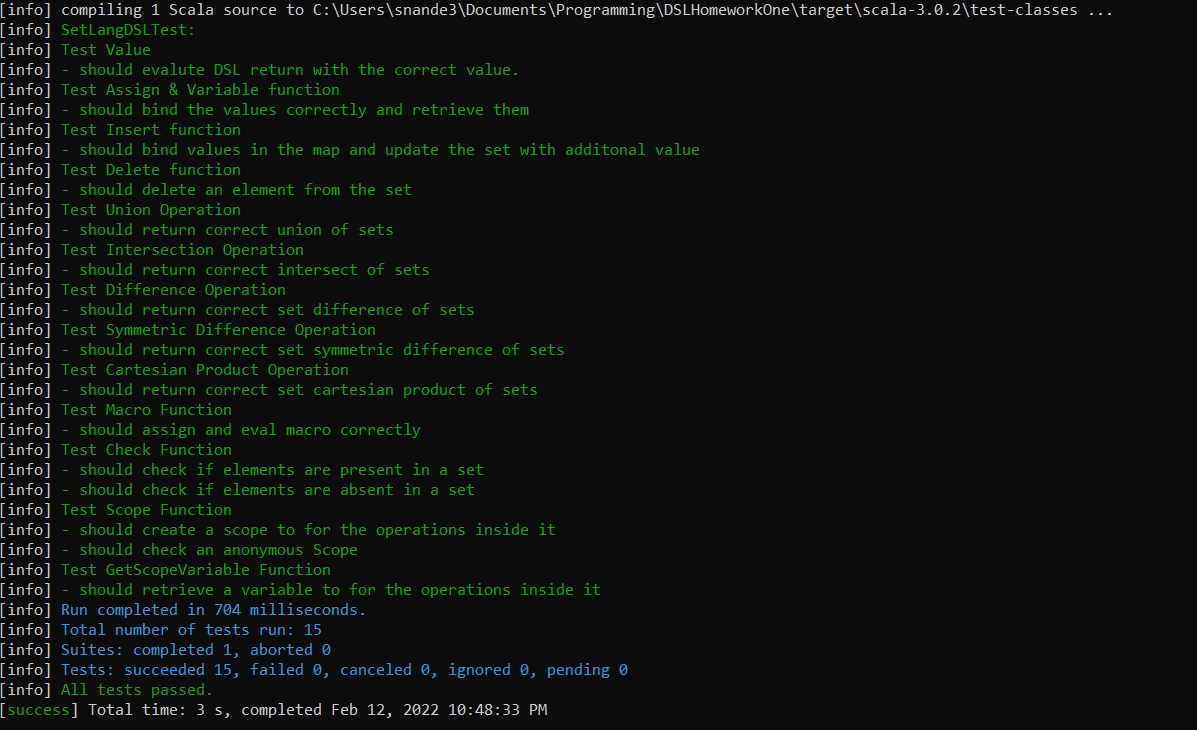 [info] compiling 1 Scala source to C:\Users\snande3\Documents\Programming\DSLHomeworkOne\target\scala-3.0.2\test-classes ...
[info] SetLangDSLTest:
[info] Test Value
[info] - should evalute DSL return with the correct value.
[info] Test Assign & Variable function
[info] - should bind the values correctly and retrieve them
[info] Test Insert function
[info] - should bind values in the map and update the set with additonal value
[info] Test Delete function
[info] - should delete an element from the set
[info] Test Union Operation
[info] - should return correct union of sets
[info] Test Intersection Operation
[info] - should return correct intersect of sets
[info] Test Difference Operation
[info] - should return correct set difference of sets
[info] Test Symmetric Difference Operation
[info] - should return correct set symmetric difference of sets
[info] Test Cartesian Product Operation
[info] - should return correct set cartesian product of sets
[info] Test Macro Function
[info] - should assign and eval macro correctly
[info] Test Check Function
[info] - should check if elements are present in a set
[info] - should check if elements are absent in a set
[info] Test Scope Function
[info] - should create a scope to for the operations inside it
[info] - should check an anonymous Scope
[info] Test GetScopeVariable Function
[info] - should retrieve a variable to for the operations inside it
[info] Run completed in 704 milliseconds.
[info] Total number of tests run: 15
[info] Suites: completed 1, aborted 0
[info] Tests: succeeded 15, failed 0, canceled 0, ignored 0, pending 0
[info] All tests passed.
[success] Total time: 3 s, completed Feb 12, 2022 10:48:33 PM